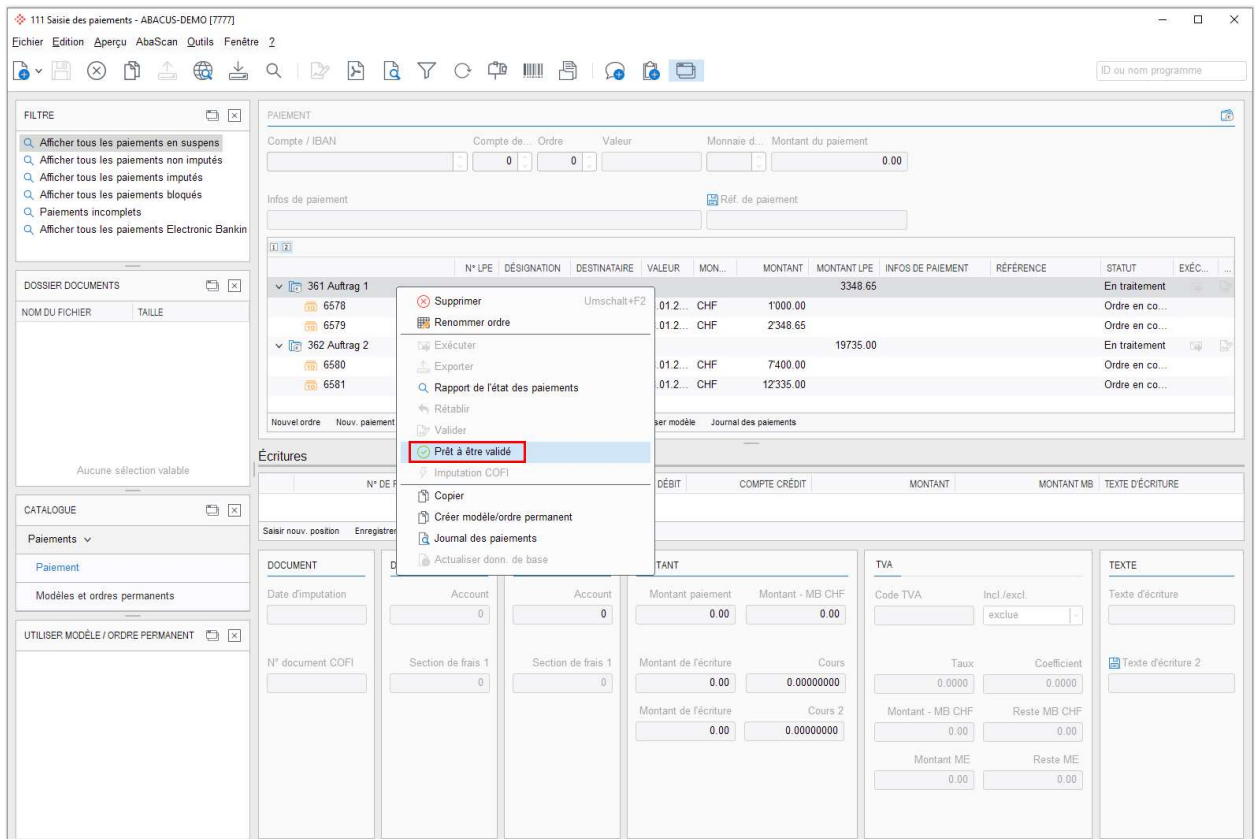 111 Saisie des paiements - ABACUS-DEMO [7777]
Fichier Edition Aperçu AbaScan Outils Fenêtre ?
ID ou nom programme
FILTRE
Afficher tous les paiements en suspens
Afficher tous les paiements non imputés
Afficher tous les paiements imputés
Afficher tous les paiements bloqués
Paiements incomplets
Afficher tous les paiements Electronic Bankin
DOSSIER DOCUMENTS
NOM DU FICHIER TAILLE
Aucune sélection valable
CATALOGUE
Paiements
Paiement
Modèles et ordres permanents
UTILISER MODÈLE / ORDRE PERMANENT
PAIEMENT
Compte / IBAN Compte de... Ordre Valeur Monnaie d... Montant du paiement
0 0 0.00
Infos de paiement Réf. de paiement
1 2
N° LPE DÉSIGNATION DESTINATAIRE VALEUR MON... MONTANT MONTANT LPE INFOS DE PAIEMENT RÉFÉRENCE STATUT EXÉC... ...
361 Auftrag 1 3348.65 En traitement
6578 .01.2... CHF 1'000.00 Ordre en co...
6579 .01.2... CHF 2'348.65 Ordre en co...
362 Auftrag 2 19735.00 En traitement
6580 .01.2... CHF 7'400.00 Ordre en co...
6581 .01.2... CHF 12'335.00 Ordre en co...
Nouvel ordre Nouv. paiement ser modèle Journal des paiements
Supprimer Umschalt+F2
Renommer ordre
Exécuter
Exporter
Rapport de l'état des paiements
Rétablir
Valider
Prêt à être validé
Imputation COFI
Copier
Créer modèle/ordre permanent
Journal des paiements
Actualiser donn. de base
Écritures
N° DE DÉBIT COMPTE CRÉDIT MONTANT MONTANT MB TEXTE D'ÉCRITURE
Saisir nouv. position Enregistrer
DOCUMENT
Date d'imputation
N° document COFI
D
Account
0
Section de frais 1
0
Account
0
Section de frais 1
0
TANT
Montant paiement Montant - MB CHF
0.00 0.00
Montant de l'écriture Cours
0.00 0.00000000
Montant de l'écriture Cours 2
0.00 0.00000000
TVA
Code TVA Incl./excl.
exclue
Taux Coefficient
0.0000 0.0000
Montant - MB CHF Reste MB CHF
0.00 0.00
Montant ME Reste ME
0.00 0.00
TEXTE
Texte d'écriture
Texte d'écriture 2